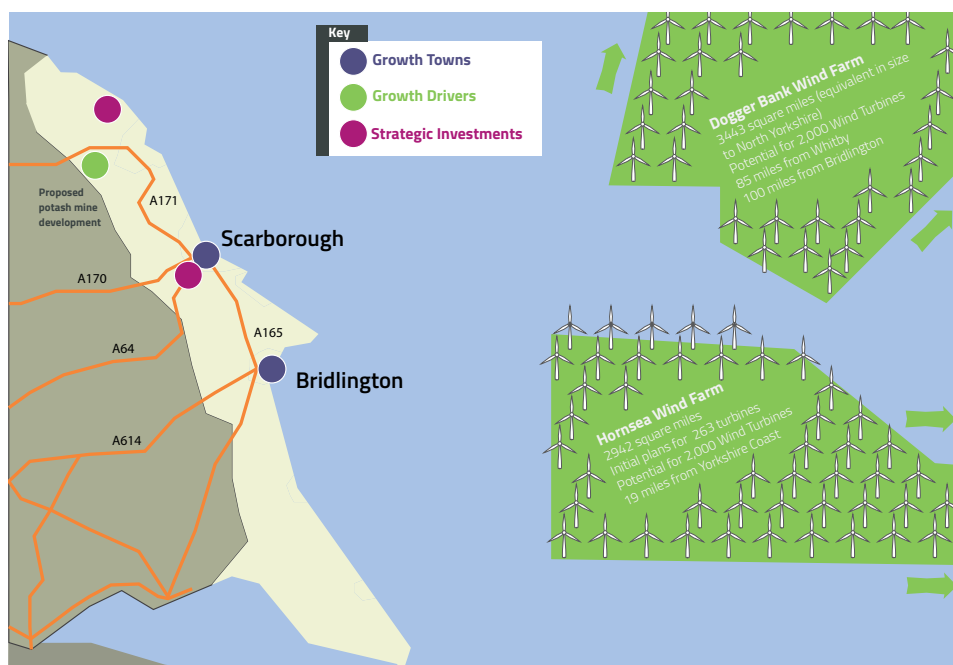 Key
Growth Towns
Growth Drivers
Strategic Investments
Dogger Bank Wind Farm
3443 square miles (equivalent in size
to North Yorkshire)
Potential for 2,000 Wind Turbines
85 miles from Whitby
100 miles from Bridlington
Proposed
potash mine
development
A171
Scarborough
A170
A165
A64
Bridlington
A614
Hornsea Wind Farm
2942 square miles
Initial plans for 263 turbines
Potential for 2,000 Wind Turbines
19 miles from Yorkshire Coast